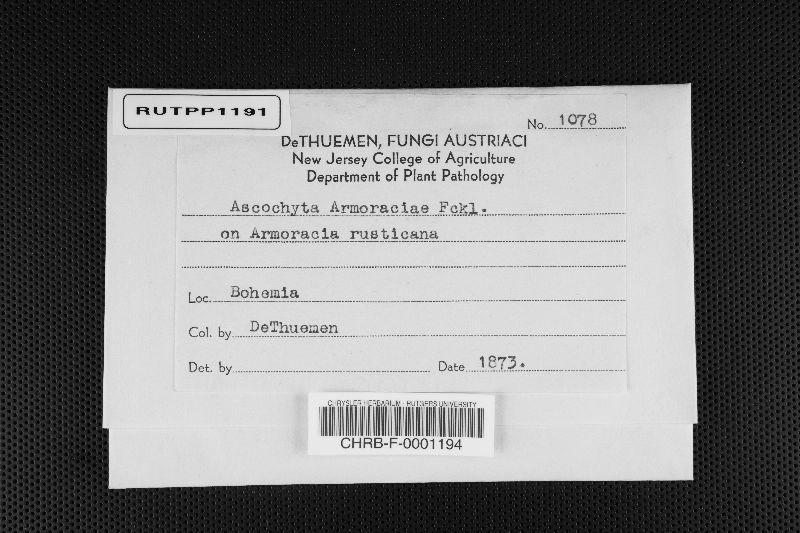 RUTPP1191
No. 1078
DeTHUEMEN, FUNGI AUSTRIACI
New Jersey College of Agriculture
Department of Plant Pathology
Ascochyta Armoraciae Fckl.
on Armoracia rusticana
Loc. Bohemia
Col. by DeThuemen
Det. by Date 1873.
CHRYSLER HERBARIUM - RUTGERS UNIVERSITY
CHRB-F-0001194